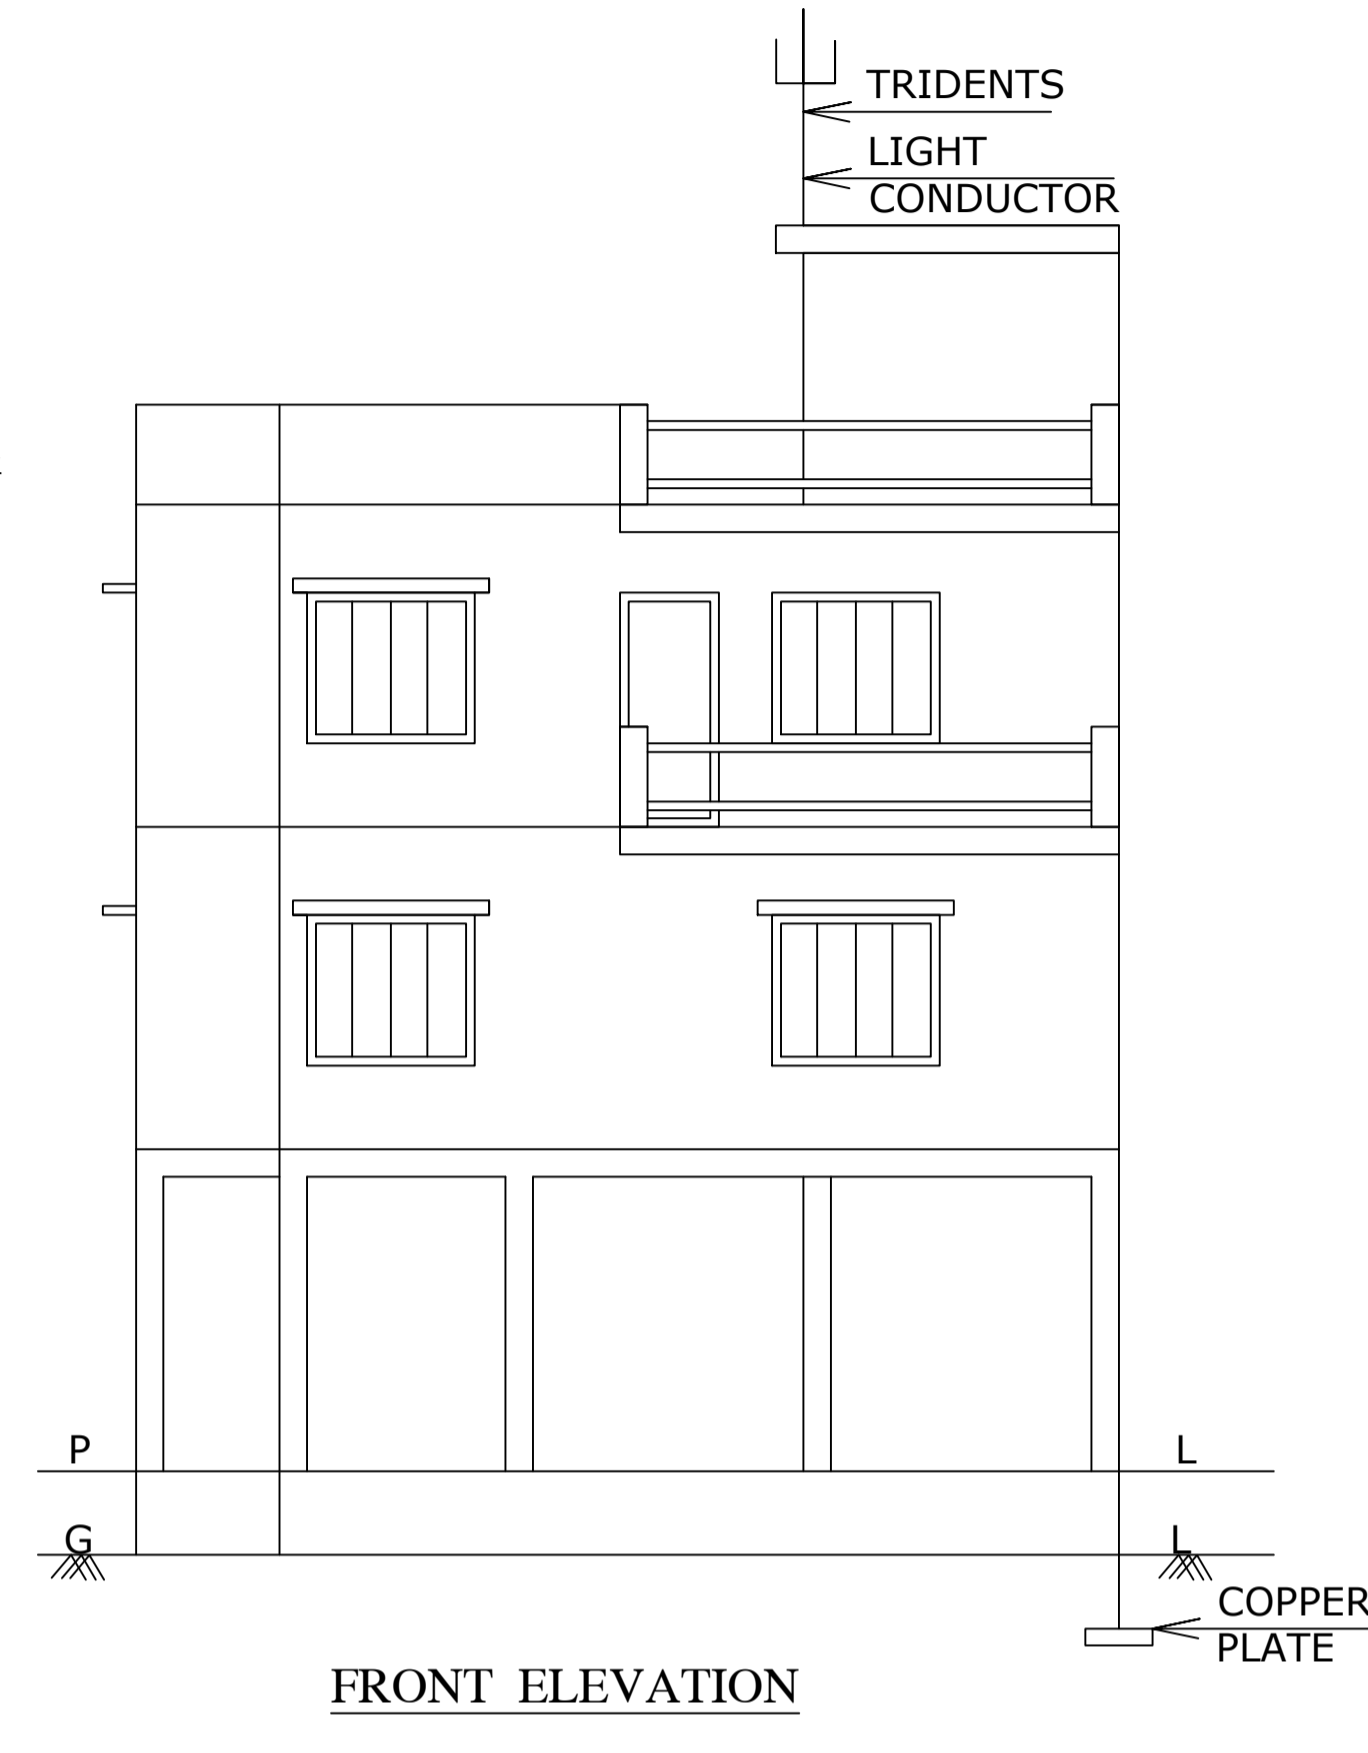 TRIDENTS
LIGHT
CONDUCTOR
P L
G L
COPPER
PLATE
FRONT ELEVATION